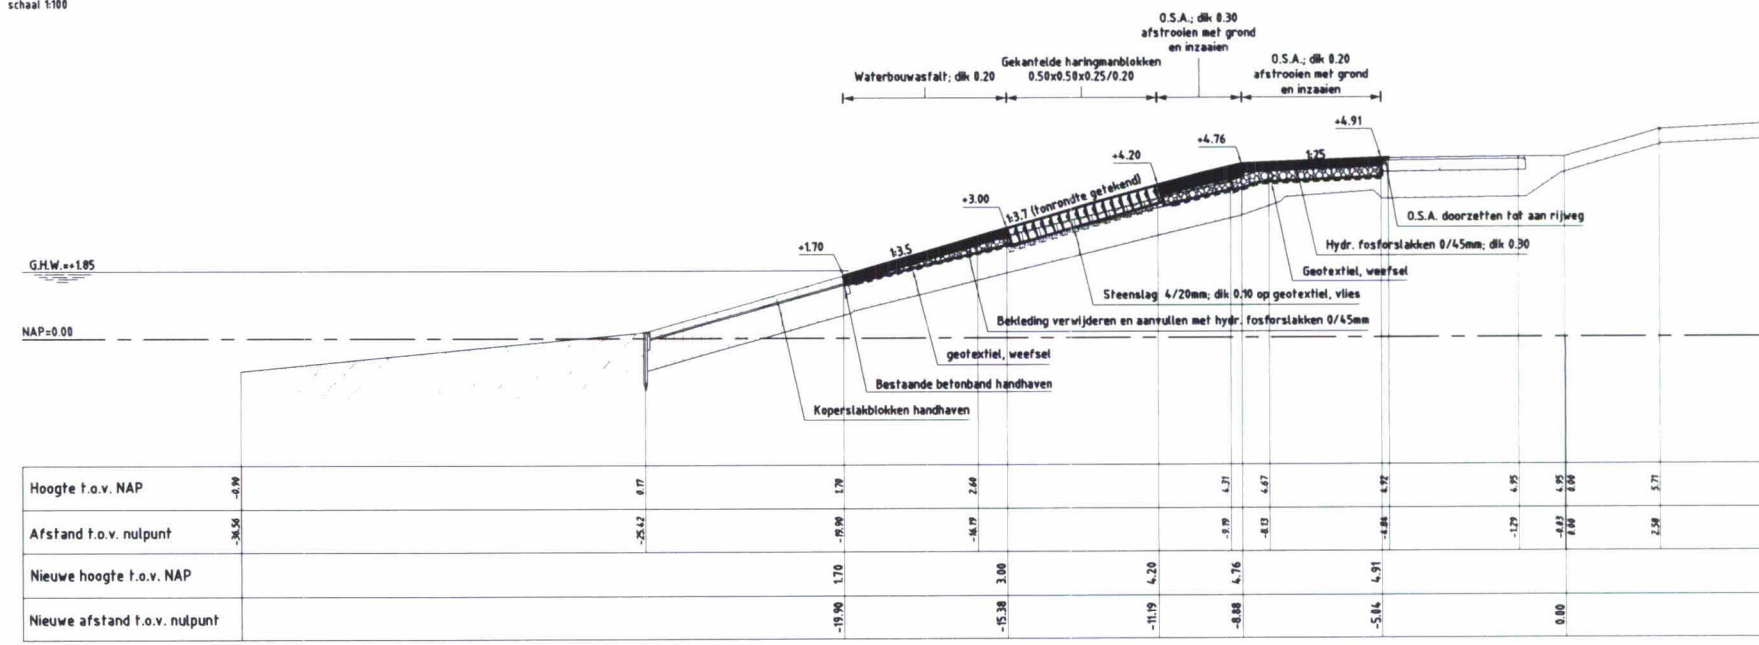 schaal 1:100
O.S.A.; dik 0.30
afstrooien met grond
en inzaaien
Gekantelde haringmanblokken
0.50x0.50x0.25/0.20
Waterbouwasfalt; dik 0.20
O.S.A.; dik 0.20
afstrooien met grond
en inzaaien
+4.91
+4.76
+4.20
+3.00
+1.70
1:25
1:3.7 (tonrondte getekend)
1:3.5
G.H.W.=+1.85
NAP=0.00
O.S.A. doorzetten tot aan rijweg
Hydr. fosforslakken 0/45mm; dik 0.30
Geotextiel, weefsel
Steenslag 4/20mm; dik 0.10 op geotextiel, vlies
Bekleding verwijderen en aanvullen met hydr. fosforslakken 0/45mm
geotextiel, weefsel
Bestaande betonband handhaven
Koperslakblokken handhaven
Hoogte t.o.v. NAP -0.90 0.17 1.70 2.60 4.31 4.67 4.92 4.95 4.95 0.00 5.71
Afstand t.o.v. nulpunt -36.56 -25.42 -19.90 -16.19 -9.19 -8.13 -4.84 -1.29 -0.03 0.00 2.58
Nieuwe hoogte t.o.v. NAP 1.70 3.00 4.20 4.76 4.91
Nieuwe afstand t.o.v. nulpunt -19.90 -15.38 -11.19 -8.88 -5.04 0.00